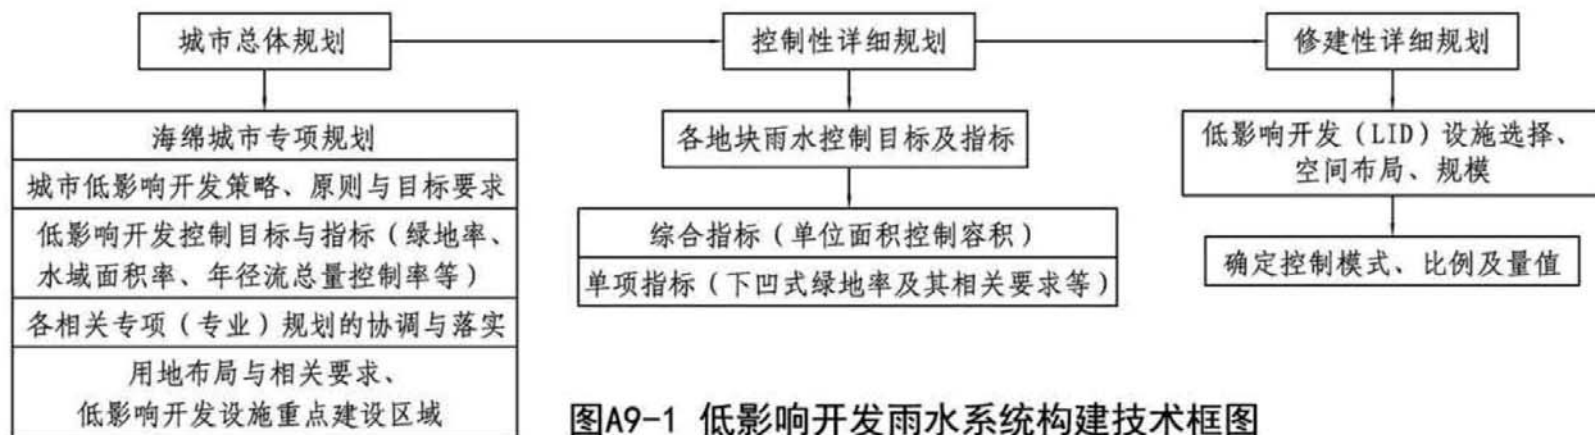 城市总体规划
控制性详细规划
修建性详细规划
海绵城市专项规划
城市低影响开发策略、原则与目标要求
低影响开发控制目标与指标（绿地率、
水域面积率、年径流总量控制率等）
各相关专项（专业）规划的协调与落实
用地布局与相关要求、
低影响开发设施重点建设区域
各地块雨水控制目标及指标
综合指标（单位面积控制容积）
单项指标（下凹式绿地率及其相关要求等）
低影响开发（LID）设施选择、
空间布局、规模
确定控制模式、比例及量值
图A9-1 低影响开发雨水系统构建技术框图